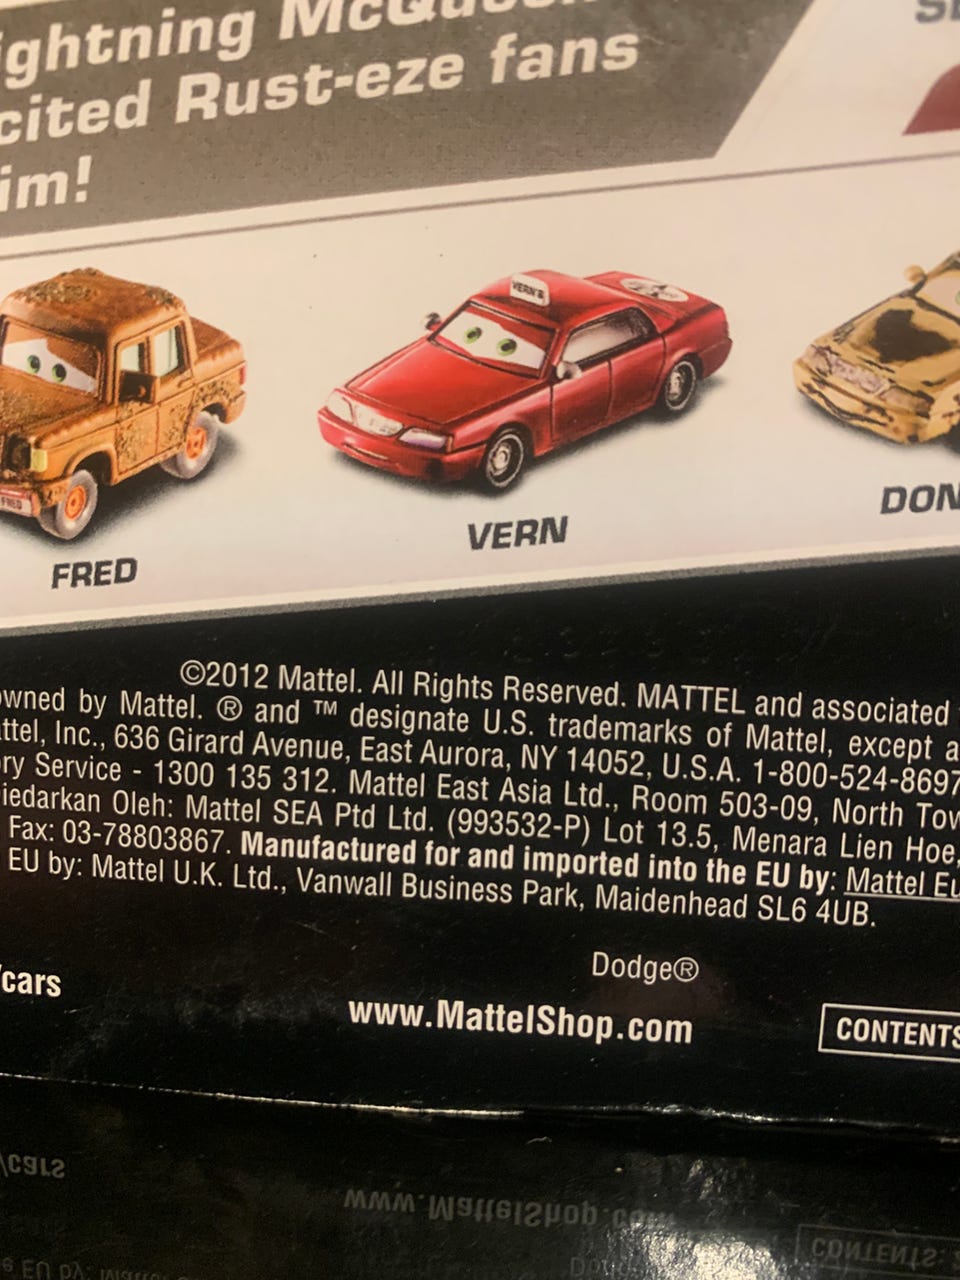 ightning McQueen
cited Rust-eze fans
im!
VERN'S
FRED
FRED
VERN
DON
©2012 Mattel. All Rights Reserved. MATTEL and associated
owned by Mattel. ® and ™ designate U.S. trademarks of Mattel, except a
ttel, Inc., 636 Girard Avenue, East Aurora, NY 14052, U.S.A. 1-800-524-8697
ory Service - 1300 135 312. Mattel East Asia Ltd., Room 503-09, North Tow
iedarkan Oleh: Mattel SEA Ptd Ltd. (993532-P) Lot 13.5, Menara Lien Hoe,
Fax: 03-78803867. Manufactured for and imported into the EU by: Mattel Eu
EU by: Mattel U.K. Ltd., Vanwall Business Park, Maidenhead SL6 4UB.
Dodge®
/cars
www.MattelShop.com
CONTENTS